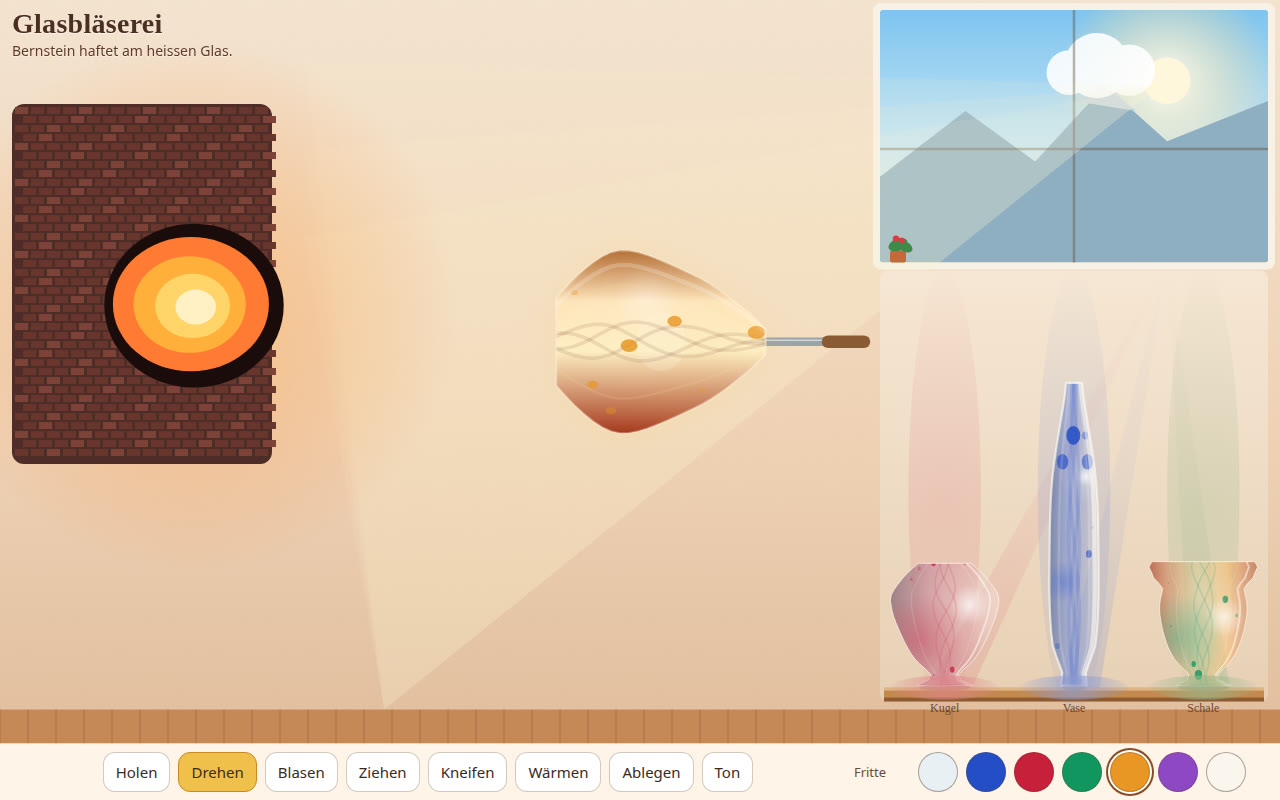 Glasbläserei
Bernstein haftet am heissen Glas.
Kugel
Vase
Schale
Holen
Drehen
Blasen
Ziehen
Kneifen
Wärmen
Ablegen
Ton
Fritte